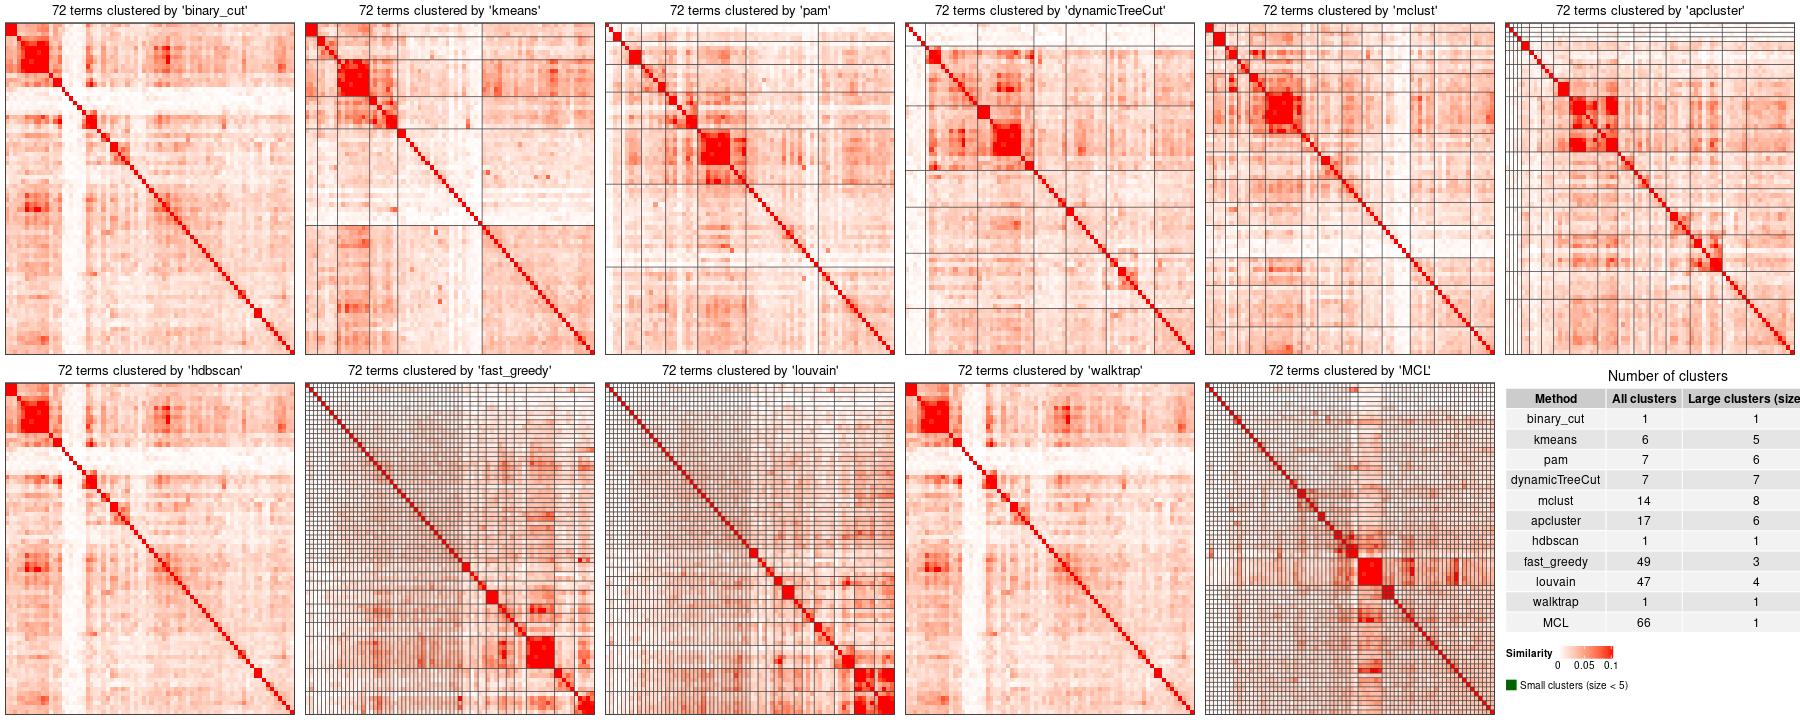 72 terms clustered by 'binary_cut'
72 terms clustered by 'kmeans'
72 terms clustered by 'pam'
72 terms clustered by 'dynamicTreeCut'
72 terms clustered by 'mclust'
72 terms clustered by 'apcluster'
72 terms clustered by 'hdbscan'
72 terms clustered by 'fast_greedy'
72 terms clustered by 'louvain'
72 terms clustered by 'walktrap'
72 terms clustered by 'MCL'
Number of clusters
Method All clusters Large clusters (size
binary_cut 1 1
kmeans 6 5
pam 7 6
dynamicTreeCut 7 7
mclust 14 8
apcluster 17 6
hdbscan 1 1
fast_greedy 49 3
louvain 47 4
walktrap 1 1
MCL 66 1
Similarity
0 0.05 0.1
Small clusters (size < 5)